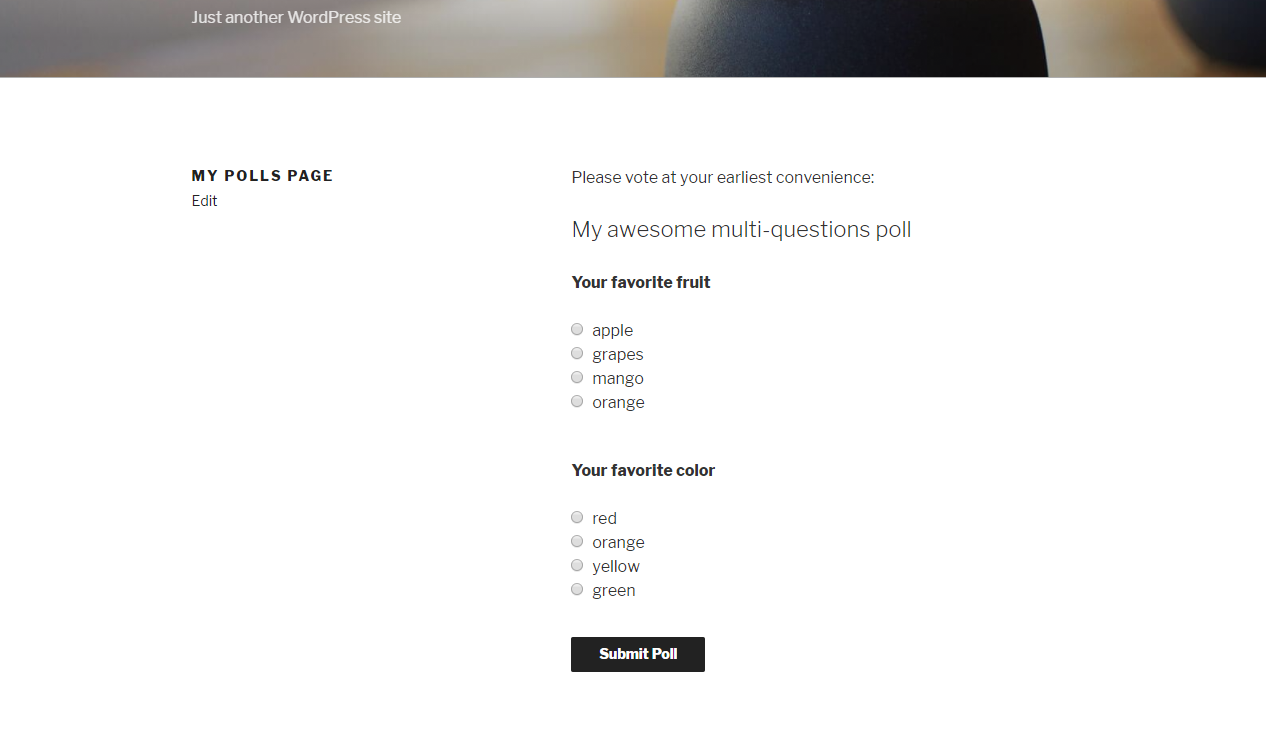 Just another WordPress site
MY POLLS PAGE
Edit
Please vote at your earliest convenience:
My awesome multi-questions poll
Your favorite fruit
apple
grapes
mango
orange
Your favorite color
red
orange
yellow
green
Submit Poll